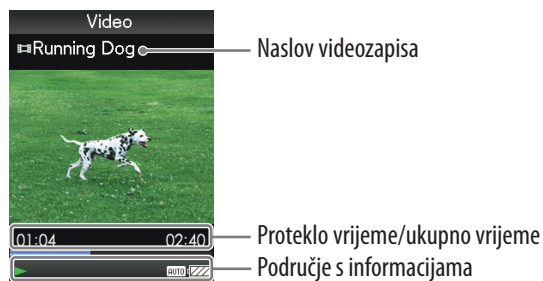 Video
Running Dog
Naslov videozapisa
01:04 02:40
Proteklo vrijeme/ukupno vrijeme
AUTO
Područje s informacijama